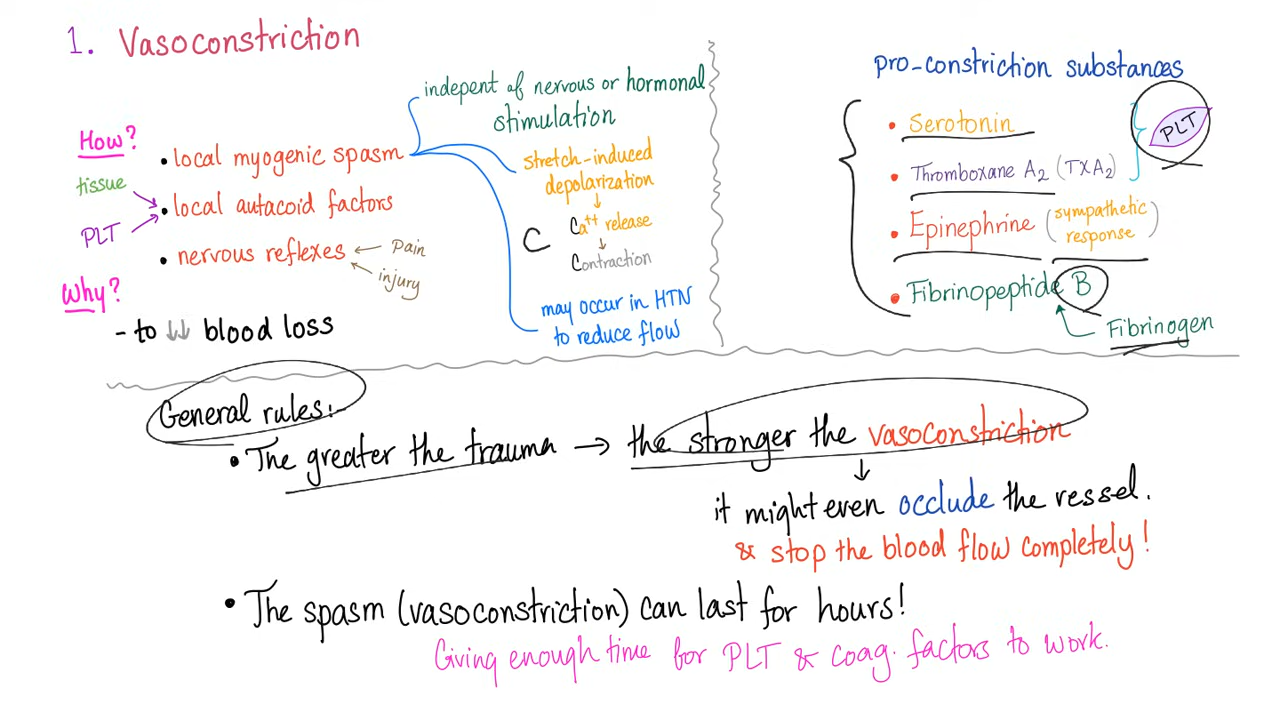 1. Vasoconstriction
How?
• local myogenic spasm
tissue
• local autacoid factors
PLT
• nervous reflexes
Pain
injury
Why?
- to ↓↓ blood loss
indepent of nervous or hormonal
stimulation
stretch-induced
depolarization
↓
Ca++ release
↓
Contraction
C
may occur in HTN
to reduce flow
pro-constriction substances
• Serotonin
PLT
• Thromboxane A2 (TXA2)
• Epinephrine (sympathetic
response)
• Fibrinopeptide B
Fibrinogen
General rules:
• The greater the trauma → the stronger the vasoconstriction
↓
it might even occlude the vessel.
& stop the blood flow completely!
• The spasm (vasoconstriction) can last for hours!
Giving enough time for PLT & coag. factors to work.